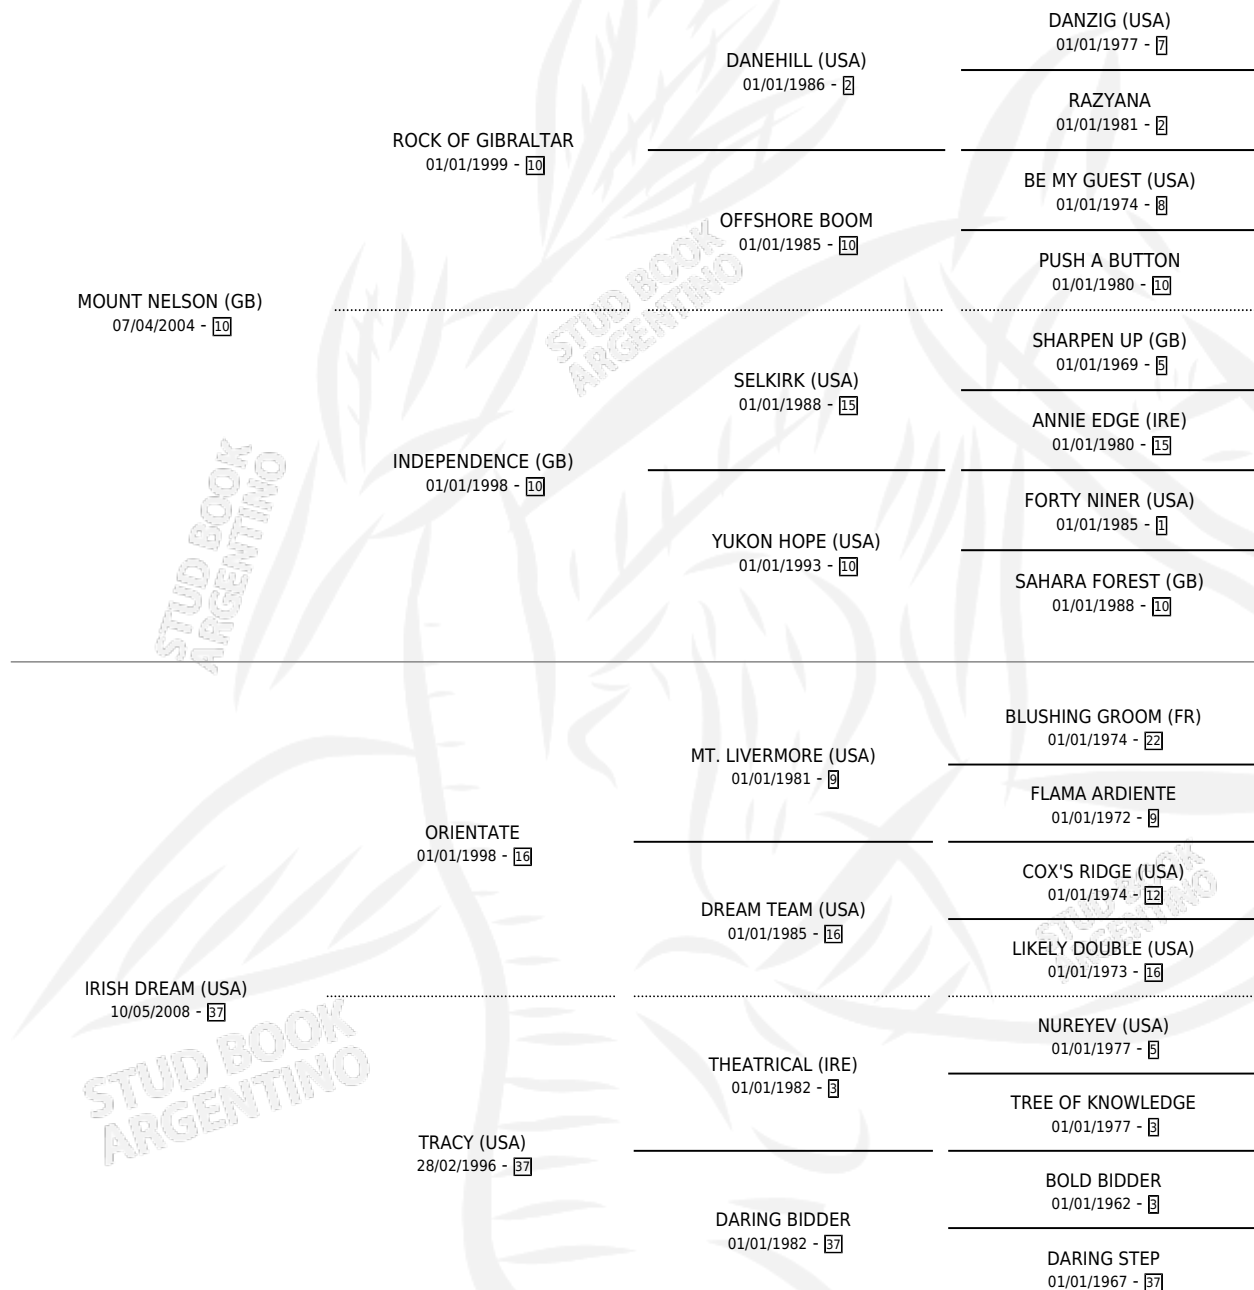 DANZIG (USA)
01/01/1977 - 7
DANEHILL (USA)
01/01/1986 - 2
RAZYANA
01/01/1981 - 2
ROCK OF GIBRALTAR
01/01/1999 - 10
BE MY GUEST (USA)
01/01/1974 - 8
OFFSHORE BOOM
01/01/1985 - 10
PUSH A BUTTON
01/01/1980 - 10
MOUNT NELSON (GB)
07/04/2004 - 10
STUD BOOK
ARGENTINO
SHARPEN UP (GB)
01/01/1969 - 5
SELKIRK (USA)
01/01/1988 - 15
ANNIE EDGE (IRE)
01/01/1980 - 15
INDEPENDENCE (GB)
01/01/1998 - 10
FORTY NINER (USA)
01/01/1985 - 1
YUKON HOPE (USA)
01/01/1993 - 10
SAHARA FOREST (GB)
01/01/1988 - 10
STUD BOOK
ARGENTINO
BLUSHING GROOM (FR)
01/01/1974 - 22
MT. LIVERMORE (USA)
01/01/1981 - 9
FLAMA ARDIENTE
01/01/1972 - 9
ORIENTATE
01/01/1998 - 16
COX'S RIDGE (USA)
01/01/1974 - 12
DREAM TEAM (USA)
01/01/1985 - 16
STUD BOOK
ARGENTINO
LIKELY DOUBLE (USA)
01/01/1973 - 16
IRISH DREAM (USA)
10/05/2008 - 37
STUD BOOK
ARGENTINO
NUREYEV (USA)
01/01/1977 - 5
THEATRICAL (IRE)
01/01/1982 - 3
TREE OF KNOWLEDGE
01/01/1977 - 3
TRACY (USA)
28/02/1996 - 37
BOLD BIDDER
01/01/1962 - 3
DARING BIDDER
01/01/1982 - 37
DARING STEP
01/01/1967 - 37